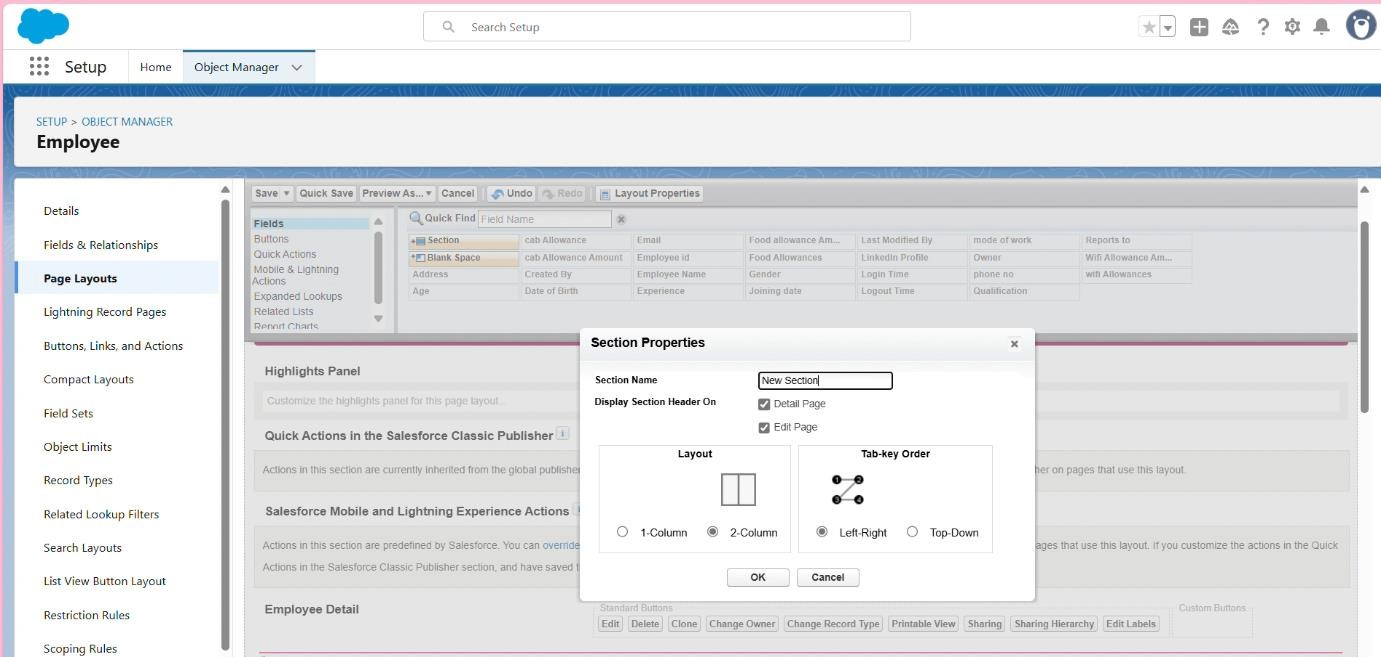 Search Setup
Setup Home Object Manager
SETUP > OBJECT MANAGER
Employee
Details
Fields & Relationships
Page Layouts
Lightning Record Pages
Buttons, Links, and Actions
Compact Layouts
Field Sets
Object Limits
Record Types
Related Lookup Filters
Search Layouts
List View Button Layout
Restriction Rules
Scoping Rules
Save Quick Save Preview As... Cancel Undo Redo Layout Properties
Fields
Buttons
Quick Actions
Mobile & Lightning
Actions
Expanded Lookups
Related Lists
Report Charts
Quick Find Field Name
Section cab Allowance Email Food allowance Am... Last Modified By mode of work Reports to
Blank Space cab Allowance Amount Employee id Food Allowances LinkedIn Profile Owner Wifi Allowance Am...
Address Created By Employee Name Gender Login Time phone no wifi Allowances
Age Date of Birth Experience Joining date Logout Time Qualification
Highlights Panel
Customize the highlights panel for this page layout...
Quick Actions in the Salesforce Classic Publisher i
Actions in this section are currently inherited from the global publisher her on pages that use this layout.
Salesforce Mobile and Lightning Experience Actions
Actions in this section are predefined by Salesforce. You can override ages that use this layout. If you customize the actions in the Quick
Actions in the Salesforce Classic Publisher section, and have saved
Employee Detail
Standard Buttons
Edit Delete Clone Change Owner Change Record Type Printable View Sharing Sharing Hierarchy Edit Labels
Custom Buttons
Section Properties
Section Name New Section
Display Section Header On Detail Page
Edit Page
Layout
1-Column 2-Column
Tab-key Order
1 2
3 4
Left-Right Top-Down
OK Cancel